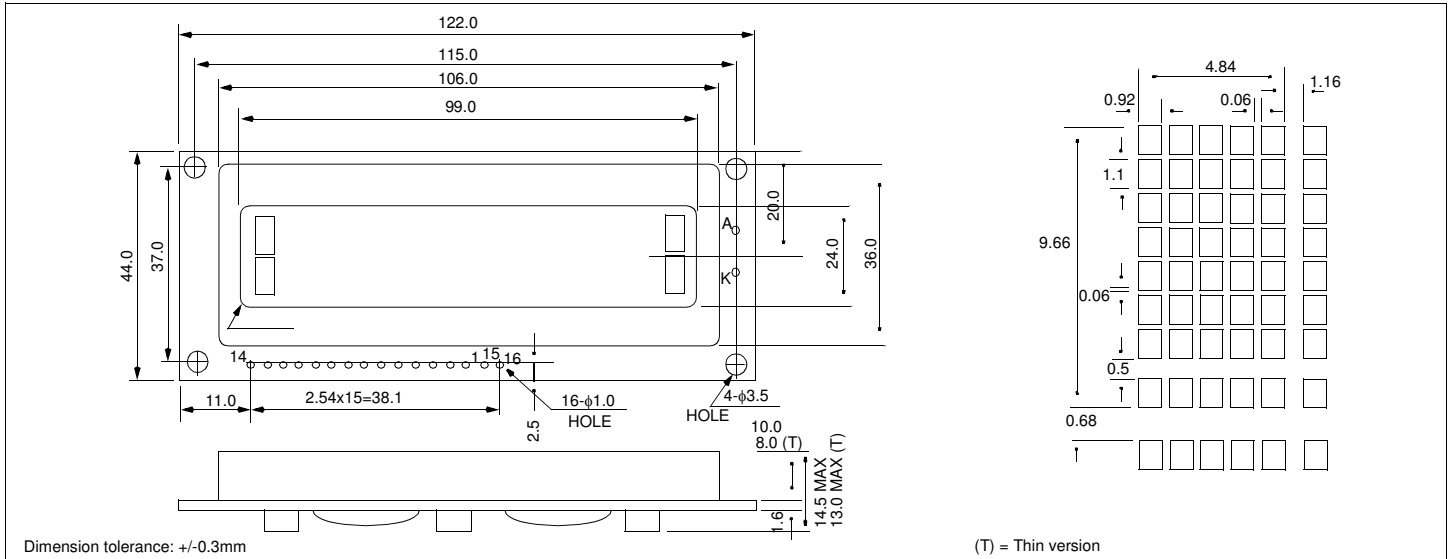 122.0
115.0
106.0
99.0
44.0
37.0
A
K
20.0
24.0
36.0
14
1
15
16
11.0
2.54x15=38.1
2.5
16-ϕ1.0
HOLE
4-ϕ3.5
HOLE
10.0
8.0 (T)
14.5 MAX
13.0 MAX (T)
1.6
4.84
1.16
0.92
0.06
1.1
9.66
0.06
0.5
0.68
Dimension tolerance: +/-0.3mm
(T) = Thin version